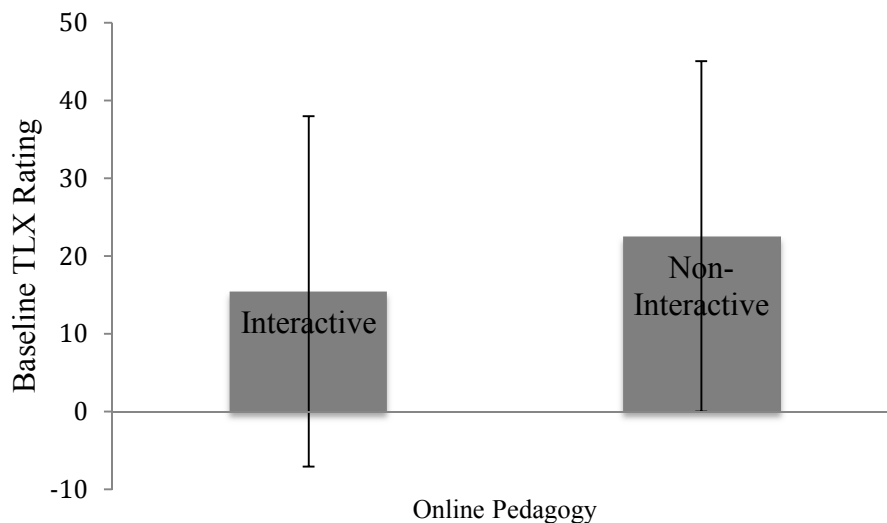 50
40
30
20
10
0
-10
Baseline TLX Rating
Interactive
Non-
Interactive
Online Pedagogy